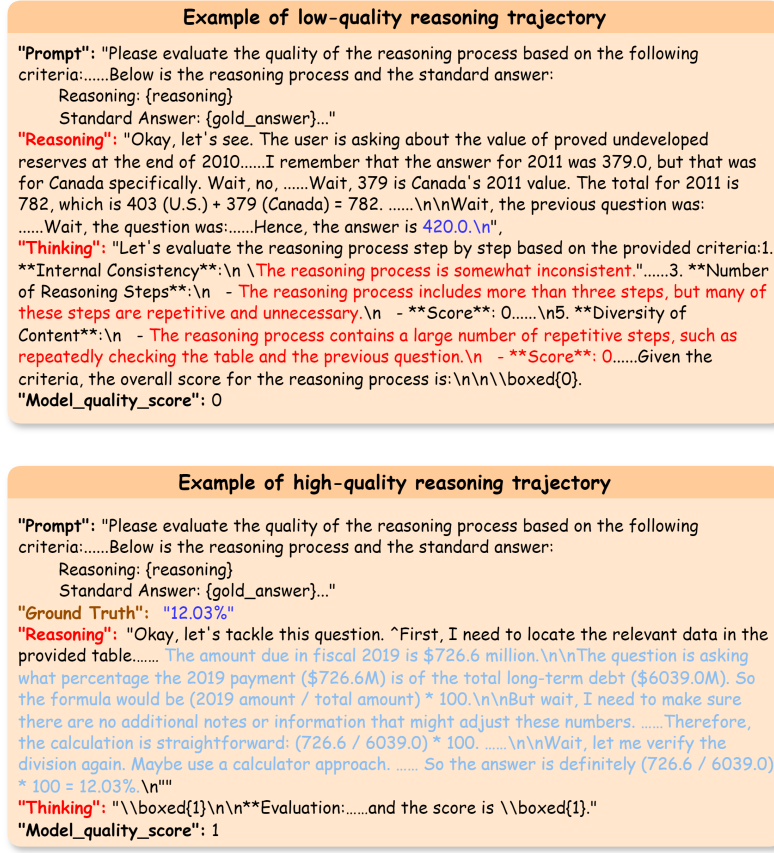 Example of low-quality reasoning trajectory
"Prompt": "Please evaluate the quality of the reasoning process based on the following
criteria:......Below is the reasoning process and the standard answer:
Reasoning: {reasoning}
Standard Answer: {gold_answer}..."
"Reasoning": "Okay, let's see. The user is asking about the value of proved undeveloped
reserves at the end of 2010......I remember that the answer for 2011 was 379.0, but that was
for Canada specifically. Wait, no, ......Wait, 379 is Canada's 2011 value. The total for 2011 is
782, which is 403 (U.S.) + 379 (Canada) = 782. ......\n\nWait, the previous question was:
......Wait, the question was:......Hence, the answer is 420.0.\n",
"Thinking": "Let's evaluate the reasoning process step by step based on the provided criteria:1.
**Internal Consistency**:\n \The reasoning process is somewhat inconsistent."......3. **Number
of Reasoning Steps**:\n - The reasoning process includes more than three steps, but many of
these steps are repetitive and unnecessary.\n - **Score**: 0......\n5. **Diversity of
Content**:\n - The reasoning process contains a large number of repetitive steps, such as
repeatedly checking the table and the previous question.\n - **Score**: 0......Given the
criteria, the overall score for the reasoning process is:\n\n\\boxed{0}.
"Model_quality_score": 0
Example of high-quality reasoning trajectory
"Prompt": "Please evaluate the quality of the reasoning process based on the following
criteria:......Below is the reasoning process and the standard answer:
Reasoning: {reasoning}
Standard Answer: {gold_answer}..."
"Ground Truth": "12.03%"
"Reasoning": "Okay, let's tackle this question. ^First, I need to locate the relevant data in the
provided table....... The amount due in fiscal 2019 is $726.6 million.\n\nThe question is asking
what percentage the 2019 payment ($726.6M) is of the total long-term debt ($6039.0M). So
the formula would be (2019 amount / total amount) * 100.\n\nBut wait, I need to make sure
there are no additional notes or information that might adjust these numbers. ......Therefore,
the calculation is straightforward: (726.6 / 6039.0) * 100. ......\n\nWait, let me verify the
division again. Maybe use a calculator approach. ...... So the answer is definitely (726.6 / 6039.0)
* 100 = 12.03%.\n""
"Thinking": "\\boxed{1}\n\n**Evaluation:......and the score is \\boxed{1}."
"Model_quality_score": 1